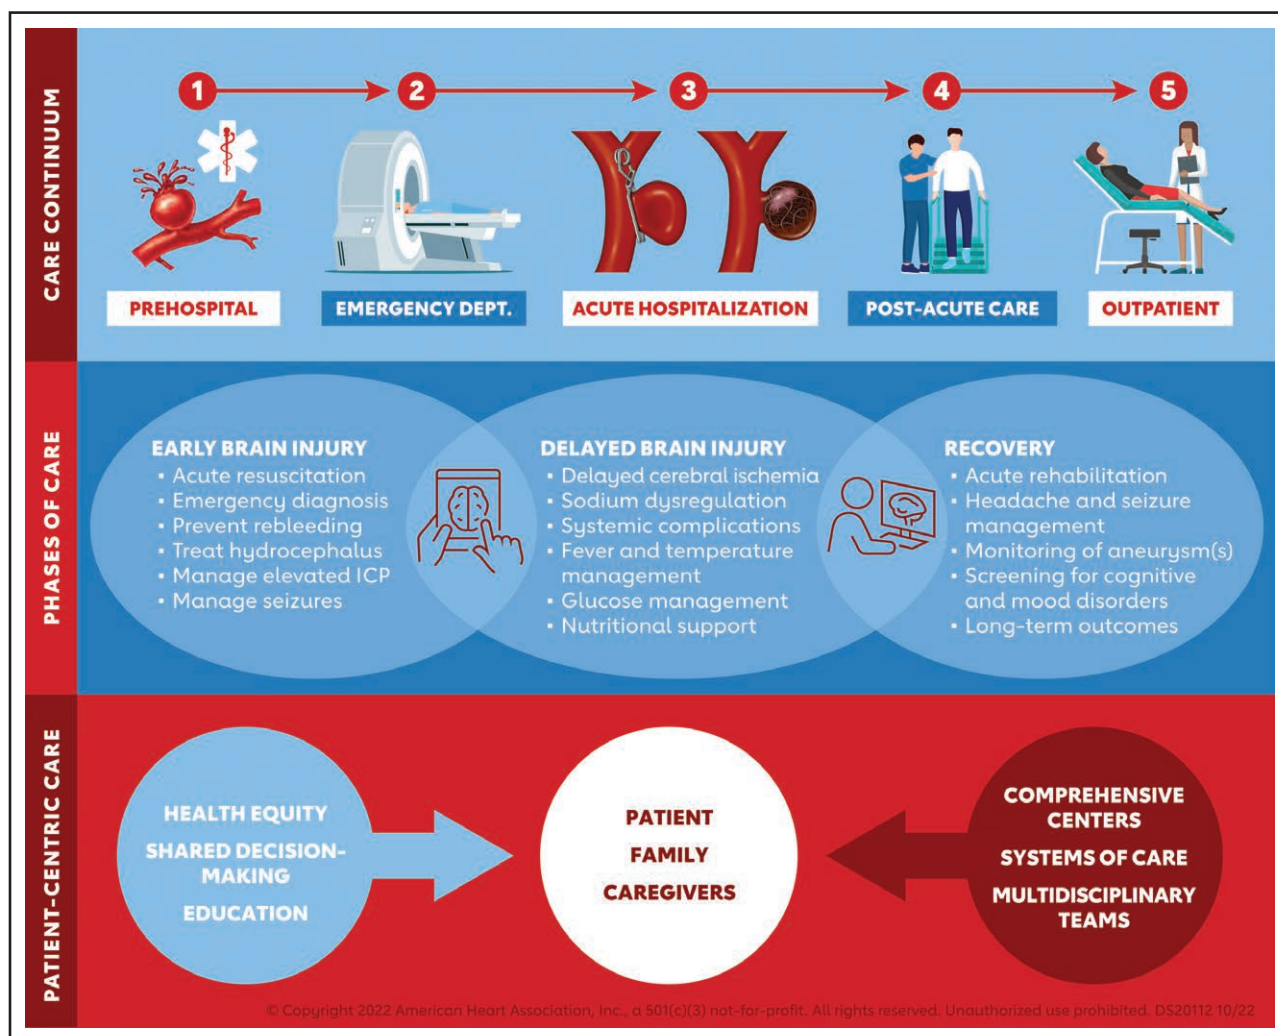 CARE CONTINUUM
1
2
3
4
5
PREHOSPITAL
EMERGENCY DEPT.
ACUTE HOSPITALIZATION
POST-ACUTE CARE
OUTPATIENT
PHASES OF CARE
EARLY BRAIN INJURY
▪ Acute resuscitation
▪ Emergency diagnosis
▪ Prevent rebleeding
▪ Treat hydrocephalus
▪ Manage elevated ICP
▪ Manage seizures
DELAYED BRAIN INJURY
▪ Delayed cerebral ischemia
▪ Sodium dysregulation
▪ Systemic complications
▪ Fever and temperature
management
▪ Glucose management
▪ Nutritional support
RECOVERY
▪ Acute rehabilitation
▪ Headache and seizure
management
▪ Monitoring of aneurysm(s)
▪ Screening for cognitive
and mood disorders
▪ Long-term outcomes
PATIENT-CENTRIC CARE
HEALTH EQUITY
SHARED DECISION-
MAKING
EDUCATION
PATIENT
FAMILY
CAREGIVERS
COMPREHENSIVE
CENTERS
SYSTEMS OF CARE
MULTIDISCIPLINARY
TEAMS
© Copyright 2022 American Heart Association, Inc., a 501(c)(3) not-for-profit. All rights reserved. Unauthorized use prohibited. DS20112 10/22